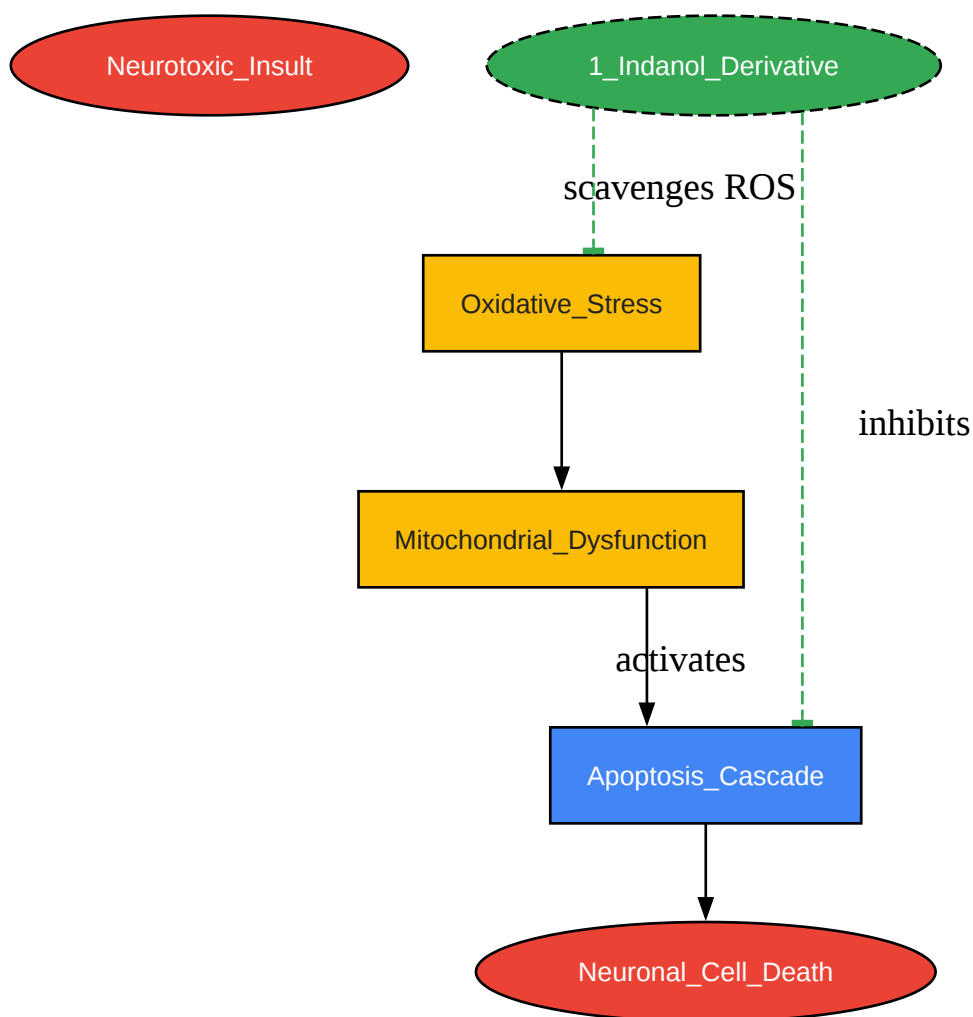 Neurotoxic_Insult
1_Indanol_Derivative
scavenges ROS
Oxidative_Stress
inhibits
Mitochondrial_Dysfunction
activates
Apoptosis_Cascade
Neuronal_Cell_Death